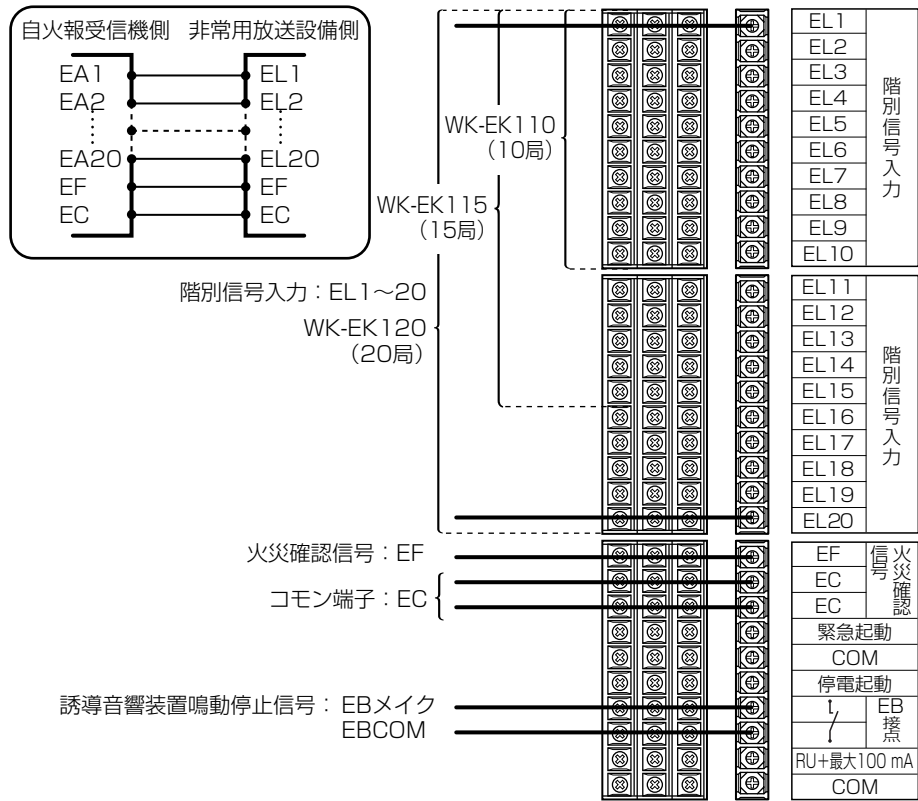 自火報受信機側 非常用放送設備側
EA1 EL1
EA2 EL2
EA20 EL20
EF EF
EC EC
WK-EK110
（10局）
WK-EK115
（15局）
階別信号入力：EL1～20
WK-EK120
（20局）
火災確認信号：EF
コモン端子：EC
誘導音響装置鳴動停止信号：EBメイク
EBCOM
EL1
EL2
EL3
EL4
EL5
EL6
EL7
EL8
EL9
EL10
階別信号入力
EL11
EL12
EL13
EL14
EL15
EL16
EL17
EL18
EL19
EL20
階別信号入力
EF
EC
EC
火災確認
信号
緊急起動
COM
停電起動
EB
接点
RU+最大100 mA
COM